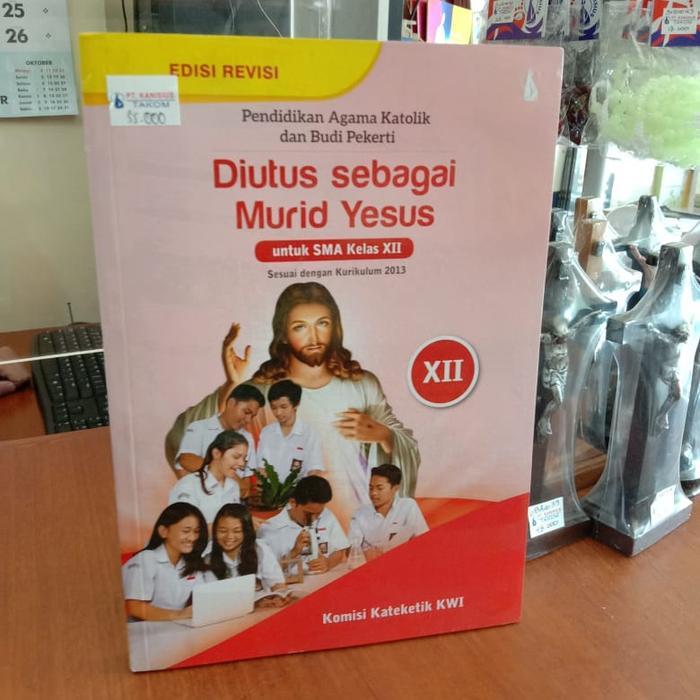 EDISI REVISI
PT. KANISIUS
TAKOM
Pendidikan Agama Katolik
dan Budi Pekerti
Diutus sebagai
Murid Yesus
untuk SMA Kelas XII
Sesuai dengan Kurikulum 2013
XII
Komisi Kateketik KWI
25
26
OKTOBER